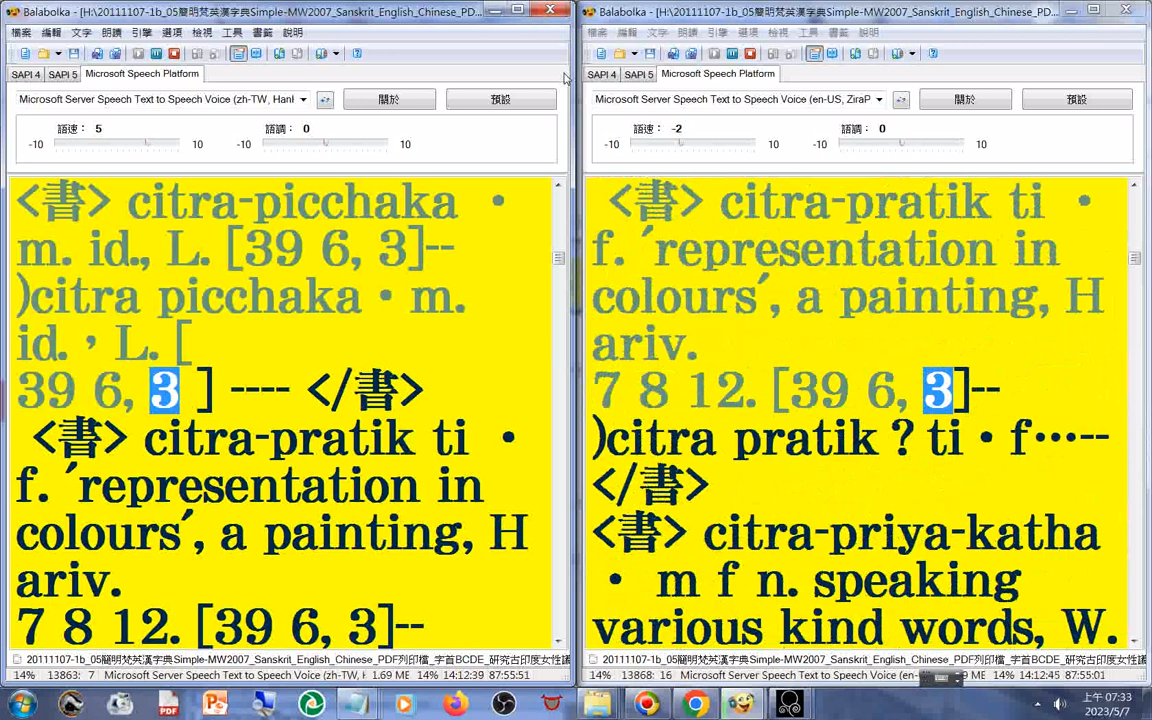 Balabolka - [H:\20111107-1b_05簡明梵英漢字典Simple-MW2007_Sanskrit_English_Chinese_PD...
檔案 編輯 文字 朗讀 引擎 選項 檢視 工具 書籤 說明
SAPI 4 SAPI 5 Microsoft Speech Platform
Microsoft Server Speech Text to Speech Voice (zh-TW, Hanl
關於
預設
語速： 5
語調： 0
-10 10 -10 10
<書> citra-picchaka •
m. id., L. [39 6, 3]--
)citra picchaka • m.
id.，L. [
39 6, 3 ] ---- </書>
<書> citra-pratik ti •
f. ´representation in
colours´, a painting, H
ariv.
7 8 12. [39 6, 3]--
20111107-1b_05簡明梵英漢字典Simple-MW2007_Sanskrit_English_Chinese_PDF列印檔_字首BCDE_研究古印度女性議
14% 13863: 7 Microsoft Server Speech Text to Speech Voice (zh-TW, 1.69 MB 14% 14:12:39 87:55:51
Balabolka - [H:\20111107-1b_05簡明梵英漢字典Simple-MW2007_Sanskrit_English_Chinese_PD...
檔案 編輯 文字 朗讀 引擎 選項 檢視 工具 書籤 說明
SAPI 4 SAPI 5 Microsoft Speech Platform
Microsoft Server Speech Text to Speech Voice (en-US, ZiraP
關於
預設
語速： -2
語調： 0
-10 10 -10 10
<書> citra-pratik ti •
f. ´representation in
colours´, a painting, H
ariv.
7 8 12. [39 6, 3]--
)citra pratik？ti • f…--
</書>
<書> citra-priya-katha
• m f n. speaking
various kind words, W.
20111107-1b_05簡明梵英漢字典Simple-MW2007_Sanskrit_English_Chinese_PDF列印檔_字首BCDE_研究古印度女性議
14% 13868: 16 Microsoft Server Speech Text to Speech Voice 14% 14:12:45 87:55:01
上午 07:33
2023/5/7